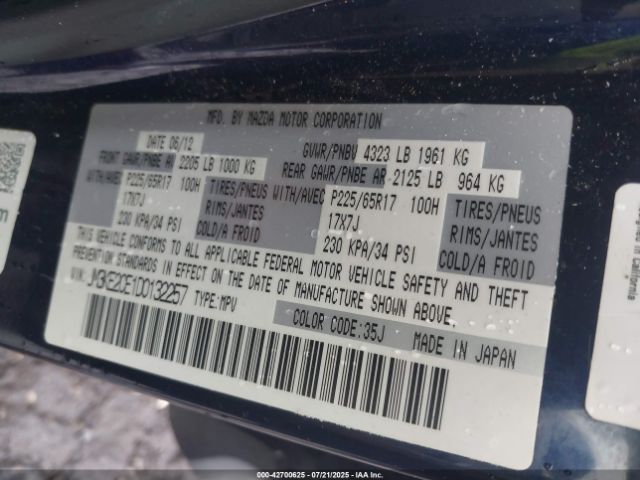 MFD. BY MAZDA MOTOR CORPORATION
DATE 06/12 GVWR/PNBV 4323 LB 1961 KG
FRONT GAWR/PNBE AV 2205 LB 1000 KG REAR GAWR/PNBE AR 2125 LB 964 KG
WITH/AVEC P225/65R17 100H TIRES/PNEUS WITH/AVEC P225/65R17 100H TIRES/PNEUS
17X7J RIMS/JANTES 17X7J RIMS/JANTES
230 KPA/34 PSI COLD/A FROID 230 KPA/34 PSI COLD/A FROID
THIS VEHICLE CONFORMS TO ALL APPLICABLE FEDERAL MOTOR VEHICLE SAFETY AND THEFT
PREVENTION STANDARDS IN EFFECT ON THE DATE OF MANUFACTURE SHOWN ABOVE.
VIN: JM3KE2CE1D0132257 TYPE:MPV
COLOR CODE:35J MADE IN JAPAN
California
000-42700625 - 07/21/2025 - IAA Inc.